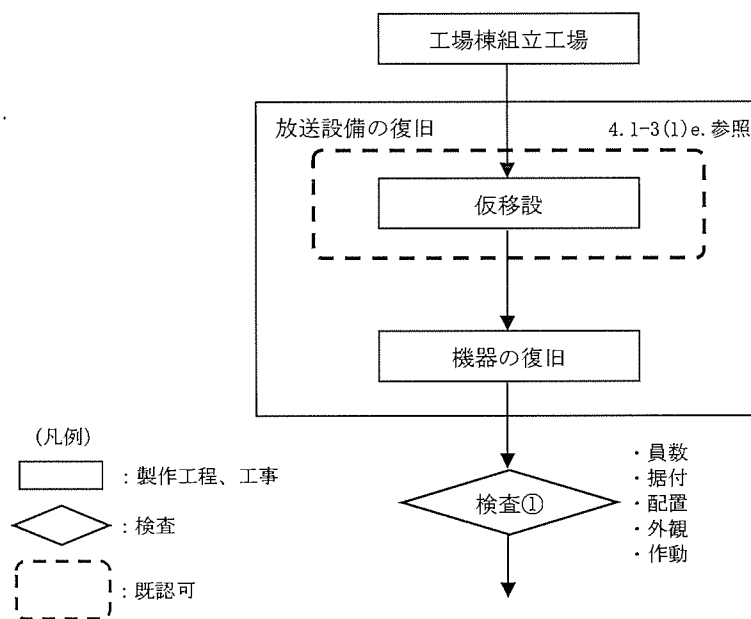 工場棟組立工場
放送設備の復旧
4.1-3(1)e.参照
仮移設
機器の復旧
検査①
・員数
・据付
・配置
・外観
・作動
(凡例)
：製作工程、工事
：検査
：既認可